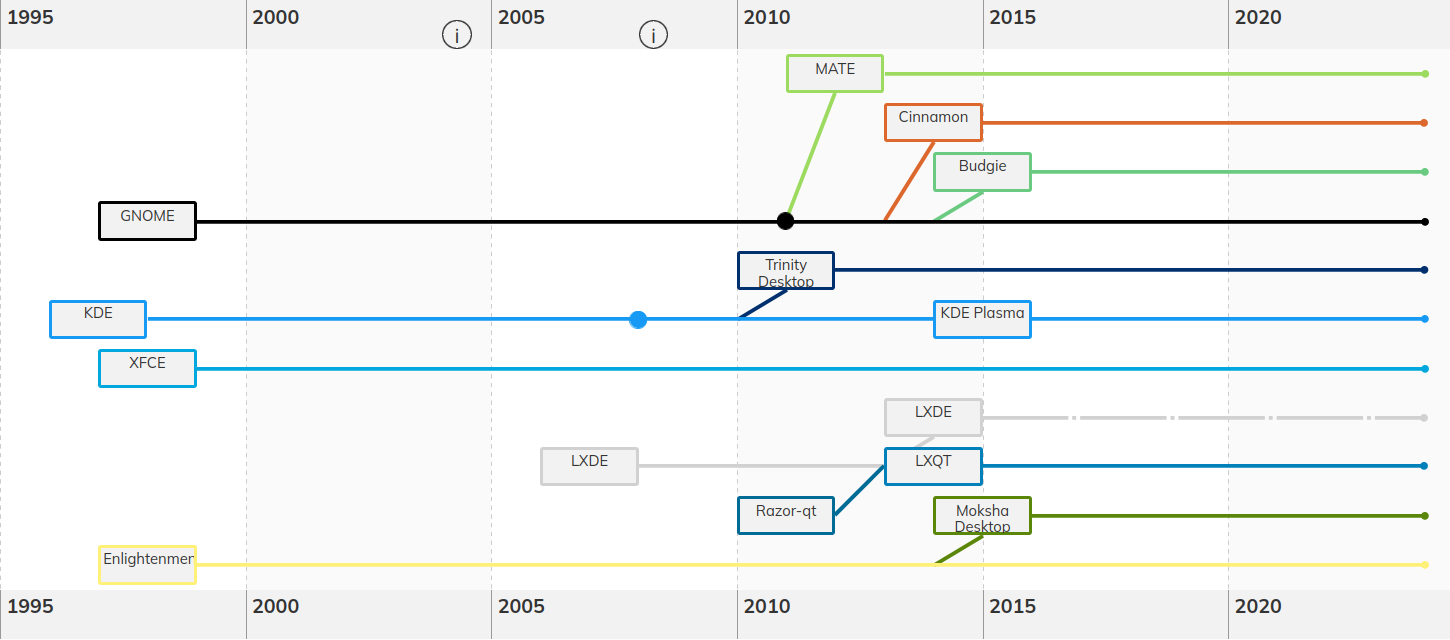 1995 2000 2005 2010 2015 2020
i i
MATE
Cinnamon
Budgie
GNOME
Trinity
Desktop
KDE KDE Plasma
XFCE
LXDE
LXDE LXQT
Razor-qt Moksha
Desktop
Enlightenmen
1995 2000 2005 2010 2015 2020